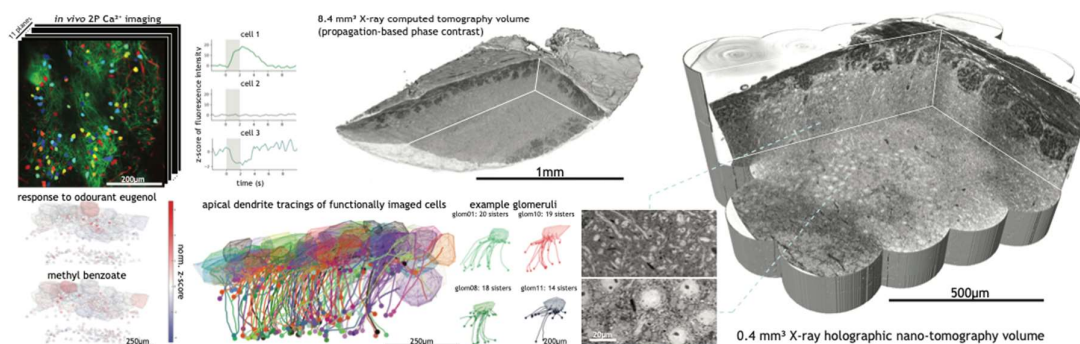 in vivo 2P Ca²⁺ imaging
11 planes
200µm
cell 1
cell 2
cell 3
z-score of fluorescence intensity
time (s)
8.4 mm³ X-ray computed tomography volume
(propagation-based phase contrast)
1mm
response to odourant eugenol
methyl benzoate
norm. z-score
250µm
apical dendrite tracings of functionally imaged cells
250µm
example glomeruli
glom01: 20 sisters
glom10: 19 sisters
glom08: 18 sisters
glom11: 14 sisters
200µm
20µm
500µm
0.4 mm³ X-ray holographic nano-tomography volume